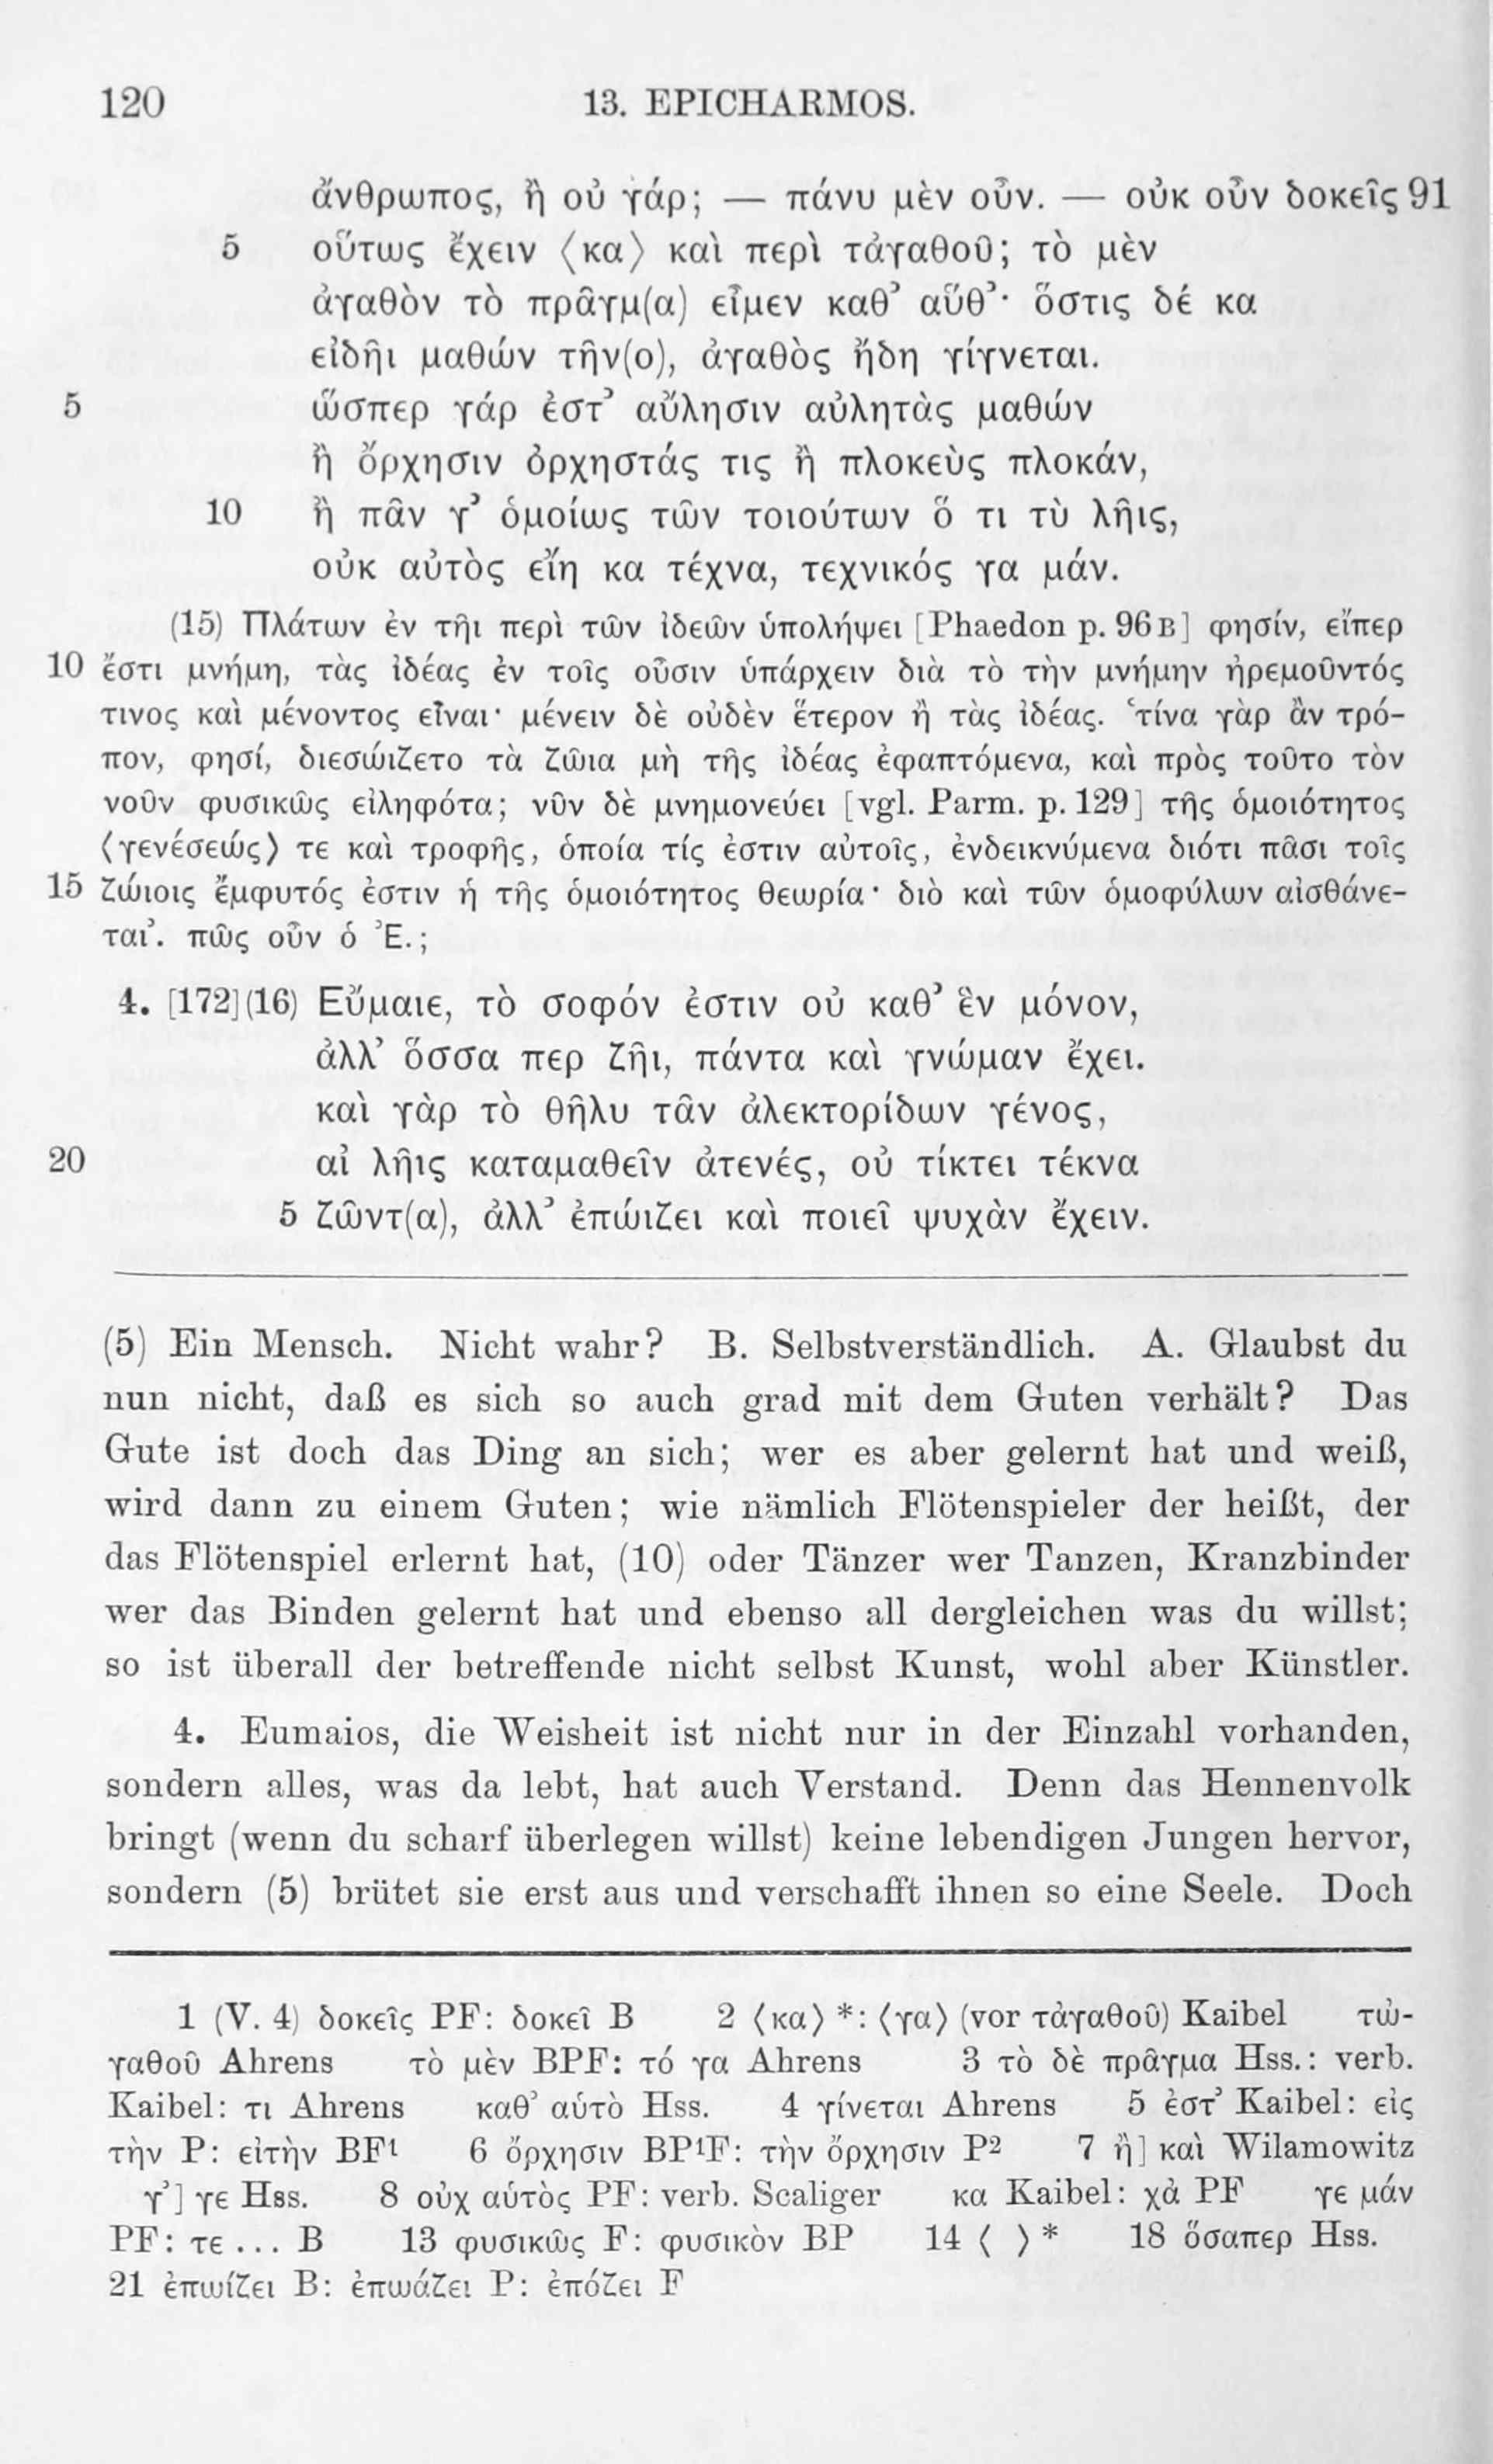 120 13. EPICHARMOS.
ἄνθρωπος, ἢ οὐ γάρ; — πάνυ μὲν οὖν. — οὐκ οὖν δοκεῖς 91
5 οὕτως ἔχειν ⟨κα⟩ καὶ περὶ τἀγαθοῦ; τὸ μὲν
ἀγαθὸν τὸ πρᾶγμ(α) εἶμεν καθ’ αὕθ’· ὅστις δέ κα
εἰδῆι μαθὼν τῆν(ο), ἀγαθὸς ἤδη γίγνεται.
5 ὥσπερ γάρ ἐστ’ αὔλησιν αὐλητὰς μαθών
ἢ ὄρχησιν ὀρχηστάς τις ἢ πλοκεὺς πλοκάν,
10 ἢ πᾶν γ’ ὁμοίως τῶν τοιούτων ὅ τι τὺ λῆις,
οὐκ αὐτὸς εἴη κα τέχνα, τεχνικός γα μάν.
(15) Πλάτων ἐν τῆι περὶ τῶν ἰδεῶν ὑπολήψει [Phaedon p. 96 B] φησίν, εἴπερ
10 ἔστι μνήμη, τὰς ἰδέας ἐν τοῖς οὖσιν ὑπάρχειν διὰ τὸ τὴν μνήμην ἠρεμοῦντός
τινος καὶ μένοντος εἶναι· μένειν δὲ οὐδὲν ἕτερον ἢ τὰς ἰδέας. ‘τίνα γὰρ ἂν τρό-
πον, φησί, διεσώιζετο τὰ ζῶια μὴ τῆς ἰδέας ἐφαπτόμενα, καὶ πρὸς τοῦτο τὸν
νοῦν φυσικῶς εἰληφότα; νῦν δὲ μνημονεύει [vgl. Parm. p. 129] τῆς ὁμοιότητος
⟨γενέσεώς⟩ τε καὶ τροφῆς, ὁποία τίς ἐστιν αὐτοῖς, ἐνδεικνύμενα διότι πᾶσι τοῖς
15 ζώιοις ἔμφυτός ἐστιν ἡ τῆς ὁμοιότητος θεωρία· διὸ καὶ τῶν ὁμοφύλων αἰσθάνε-
ται’. πῶς οὖν ὁ Ἐ.;
4. [172] (16) Εὔμαιε, τὸ σοφόν ἐστιν οὐ καθ’ ἓν μόνον,
ἀλλ’ ὅσσα περ ζῆι, πάντα καὶ γνώμαν ἔχει.
καὶ γὰρ τὸ θῆλυ τᾶν ἀλεκτορίδων γένος,
20 αἰ λῆις καταμαθεῖν ἀτενές, οὐ τίκτει τέκνα
5 ζῶντ(α), ἀλλ’ ἐπώιζει καὶ ποιεῖ ψυχὰν ἔχειν.
(5) Ein Mensch. Nicht wahr? B. Selbstverständlich. A. Glaubst du
nun nicht, daß es sich so auch grad mit dem Guten verhält? Das
Gute ist doch das Ding an sich; wer es aber gelernt hat und weiß,
wird dann zu einem Guten; wie nämlich Flötenspieler der heißt, der
das Flötenspiel erlernt hat, (10) oder Tänzer wer Tanzen, Kranzbinder
wer das Binden gelernt hat und ebenso all dergleichen was du willst;
so ist überall der betreffende nicht selbst Kunst, wohl aber Künstler.
4. Eumaios, die Weisheit ist nicht nur in der Einzahl vorhanden,
sondern alles, was da lebt, hat auch Verstand. Denn das Hennenvolk
bringt (wenn du scharf überlegen willst) keine lebendigen Jungen hervor,
sondern (5) brütet sie erst aus und verschafft ihnen so eine Seele. Doch
1 (V. 4) δοκεῖς PF: δοκεῖ B 2 ⟨κα⟩ *: ⟨γα⟩ (vor τἀγαθοῦ) Kaibel τὠ-
γαθοῦ Ahrens τὸ μὲν BPF: τό γα Ahrens 3 τὸ δὲ πρᾶγμα Hss.: verb.
Kaibel: τι Ahrens καθ’ αὑτὸ Hss. 4 γίνεται Ahrens 5 ἐστ’ Kaibel: εἰς
τὴν P: εἰτὴν BF¹ 6 ὄρχησιν BP¹F: τὴν ὄρχησιν P² 7 ἢ] καὶ Wilamowitz
γ’] γε Hss. 8 οὐχ αὑτὸς PF: verb. Scaliger κα Kaibel: χἀ PF γε μάν
PF: τε ... B 13 φυσικῶς F: φυσικὸν BP 14 ⟨ ⟩ * 18 ὅσαπερ Hss.
21 ἐπωίζει B: ἐπωάζει P: ἐπόζει F